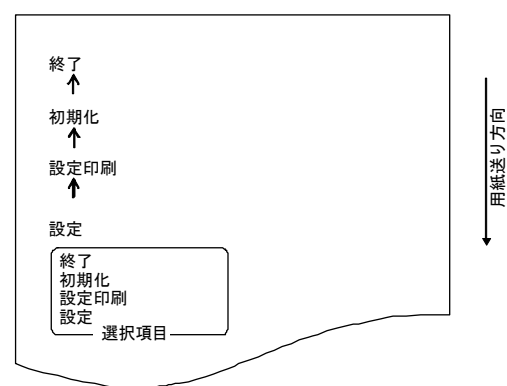 終了
初期化
設定印刷
設定
終了
初期化
設定印刷
設定
選択項目
用紙送り方向